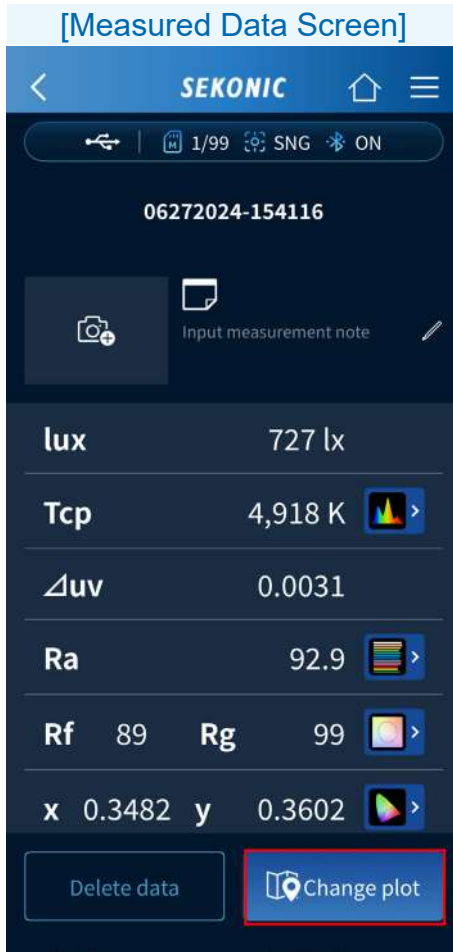 [Measured Data Screen]
SEKONIC
M 1/99 SNG ON
06272024-154116
Input measurement note
lux 727 lx
Tcp 4,918 K
⊿uv 0.0031
Ra 92.9
Rf 89 Rg 99
x 0.3482 y 0.3602
Delete data Change plot